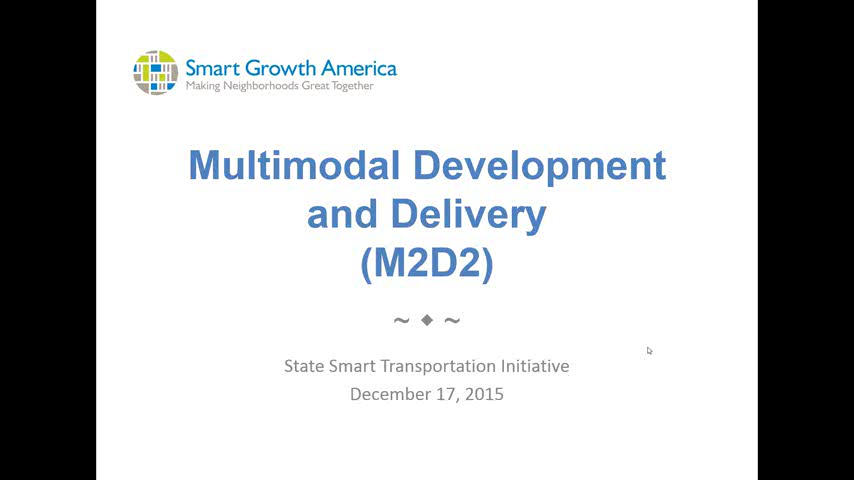 Smart Growth America
Making Neighborhoods Great Together
Multimodal Development
and Delivery
(M2D2)
~ ◆ ~
State Smart Transportation Initiative
December 17, 2015